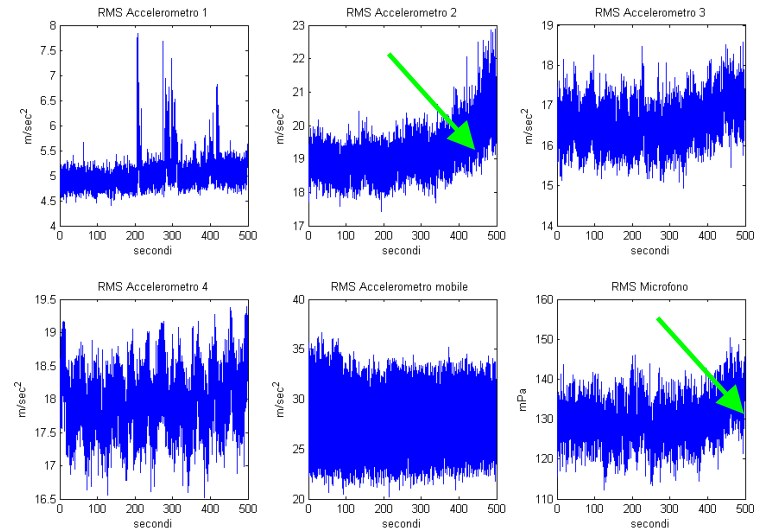 RMS Accelerometro 1
8
7.5
7
6.5
6
5.5
5
4.5
4
m/sec²
0 100 200 300 400 500
secondi
RMS Accelerometro 2
23
22
21
20
19
18
17
m/sec²
0 100 200 300 400 500
secondi
RMS Accelerometro 3
19
18
17
16
15
14
m/sec²
0 100 200 300 400 500
secondi
RMS Accelerometro 4
19.5
19
18.5
18
17.5
17
16.5
m/sec²
0 100 200 300 400 500
secondi
RMS Accelerometro mobile
40
35
30
25
20
m/sec²
0 100 200 300 400 500
secondi
RMS Microfono
160
150
140
130
120
110
mPa
0 100 200 300 400 500
secondi